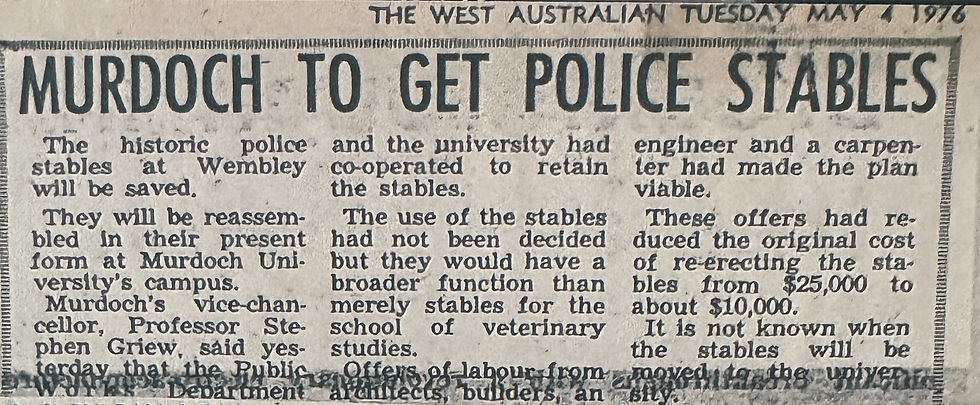 THE WEST AUSTRALIAN TUESDAY MAY 4 1976
MURDOCH TO GET POLICE STABLES
The historic police
stables at Wembley
will be saved.
They will be reassem-
bled in their present
form at Murdoch Uni-
versity's campus.
Murdoch's vice-chan-
cellor, Professor Ste-
phen Griew, said yes-
terday that the Public
Works Department
and the university had
co-operated to retain
the stables.
The use of the stables
had not been decided
but they would have a
broader function than
merely stables for the
school of veterinary
studies.
Offers of labour from
architects, builders, an
engineer and a carpen-
ter had made the plan
viable.
These offers had re-
duced the original cost
of re-erecting the sta-
bles from $25,000 to
about $10,000.
It is not known when
the stables will be
moved to the univer-
sity.